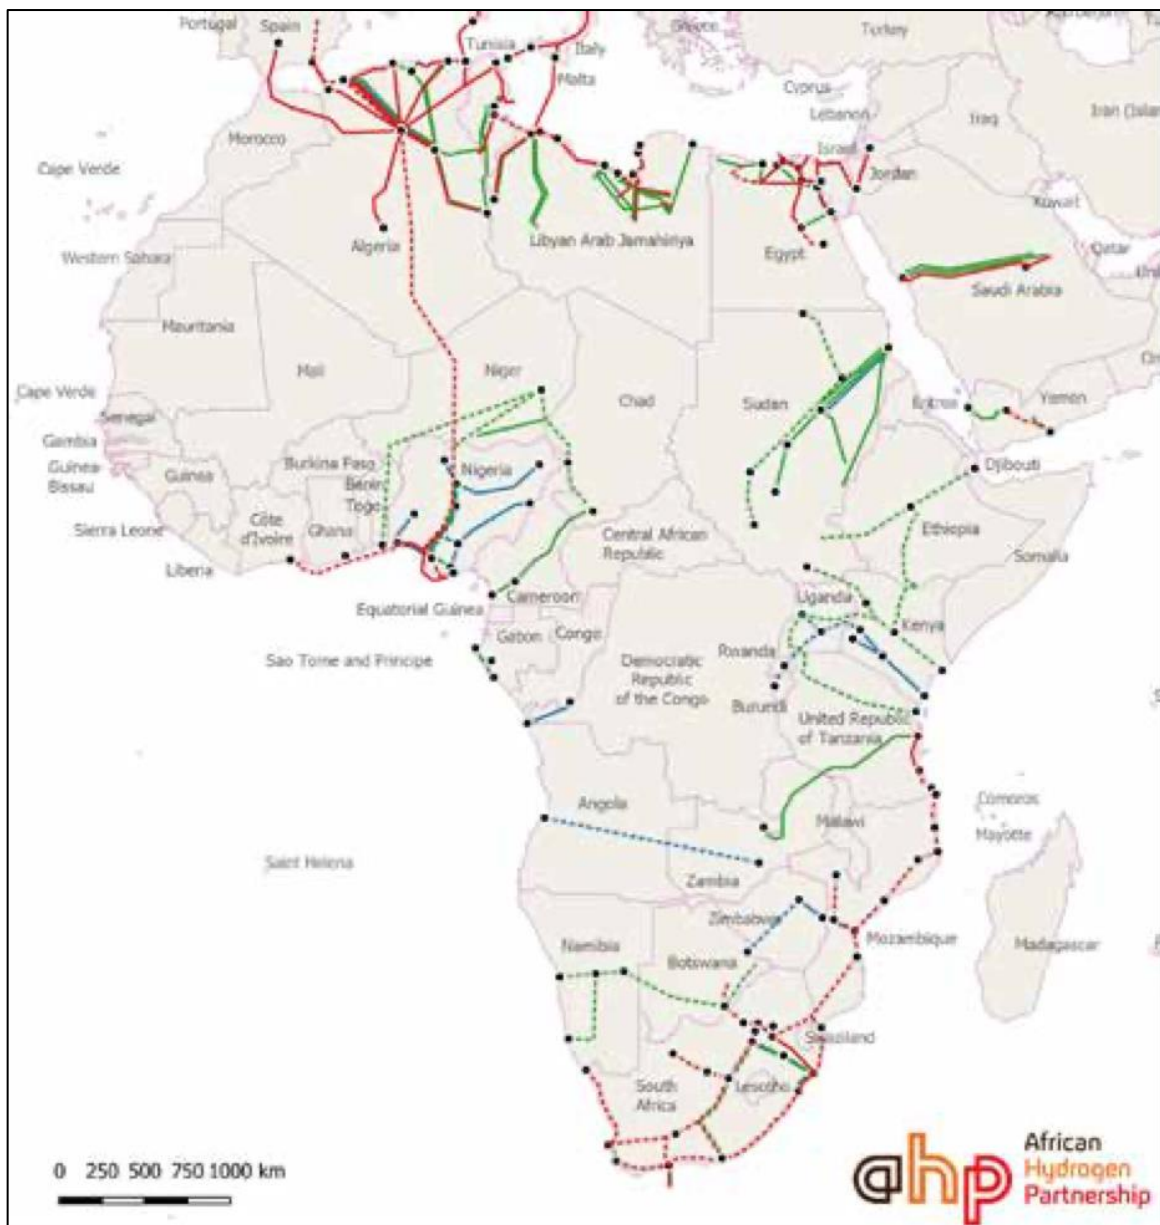 Portugal
Spain
Tunisia
Italy
Greece
Turkey
Malta
Cyprus
Lebanon
Iraq
Iran (Isla
Morocco
Israel
Jordan
Cape Verde
Kuwait
Algeria
Libyan Arab Jamahiriya
Egypt
Qatar
Western Sahara
Saudi Arabia
Mauritania
Mali
Niger
Chad
Sudan
Eritrea
Yemen
Cape Verde
Senegal
Gambia
Guinea
Bissau
Guinea
Burkina Faso
Benin
Togo
Nigeria
Djibouti
Sierra Leone
Côte
d'Ivoire
Ghana
Central African
Republic
Ethiopia
Somalia
Liberia
Equatorial Guinea
Cameroon
Uganda
Kenya
Gabon
Congo
Sao Tome and Principe
Democratic
Republic
of the Congo
Rwanda
Burundi
United Republic
of Tanzania
Angola
Malawi
Comoros
Mayotte
Saint Helena
Zambia
Zimbabwe
Mozambique
Madagascar
Namibia
Botswana
Swaziland
South
Africa
Lesotho
0 250 500 750 1000 km
ahp
African
Hydrogen
Partnership